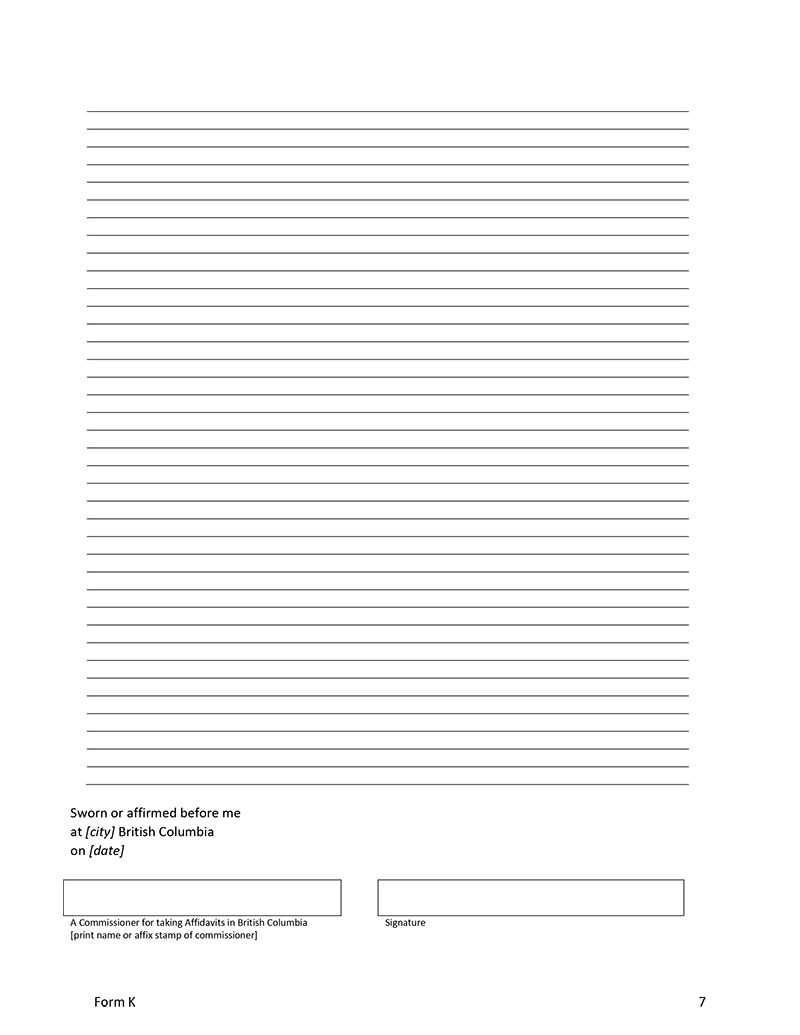 Sworn or affirmed before me
at [city] British Columbia
on [date]
A Commissioner for taking Affidavits in British Columbia
[print name or affix stamp of commissioner]
Signature
Form K
7